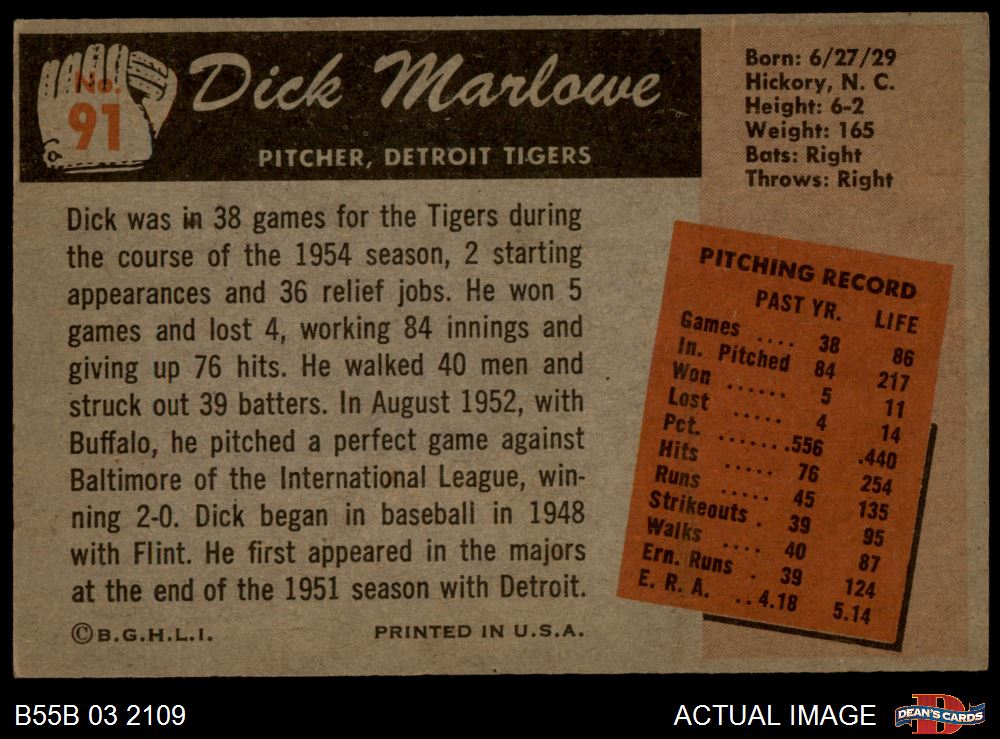 No.
91
Dick Marlowe
PITCHER, DETROIT TIGERS
Born: 6/27/29
Hickory, N. C.
Height: 6-2
Weight: 165
Bats: Right
Throws: Right
Dick was in 38 games for the Tigers during
the course of the 1954 season, 2 starting
appearances and 36 relief jobs. He won 5
games and lost 4, working 84 innings and
giving up 76 hits. He walked 40 men and
struck out 39 batters. In August 1952, with
Buffalo, he pitched a perfect game against
Baltimore of the International League, win-
ning 2-0. Dick began in baseball in 1948
with Flint. He first appeared in the majors
at the end of the 1951 season with Detroit.
©B.G.H.L.I. PRINTED IN U.S.A.
PITCHING RECORD
PAST YR. LIFE
Games .... 38 86
In. Pitched 84 217
Won ...... 5 11
Lost ..... 4 14
Pct. .......556 .440
Hits ..... 76 254
Runs ..... 45 135
Strikeouts . 39 95
Walks .... 40 87
Ern. Runs . 39 124
E. R. A. ..4.18 5.14
B55B 03 2109
ACTUAL IMAGE
DEAN'S CARDS